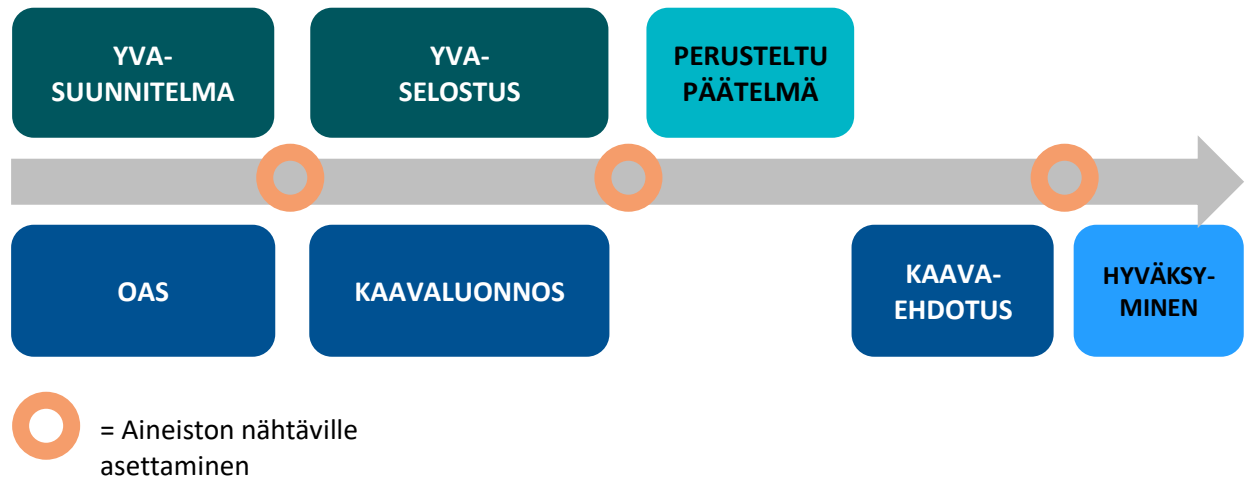 YVA-
SUUNNITELMA
YVA-
SELOSTUS
PERUSTELTU
PÄÄTELMÄ
OAS
KAAVALUONNOS
KAAVA-
EHDOTUS
HYVÄKSY-
MINEN
= Aineiston nähtäville
asettaminen